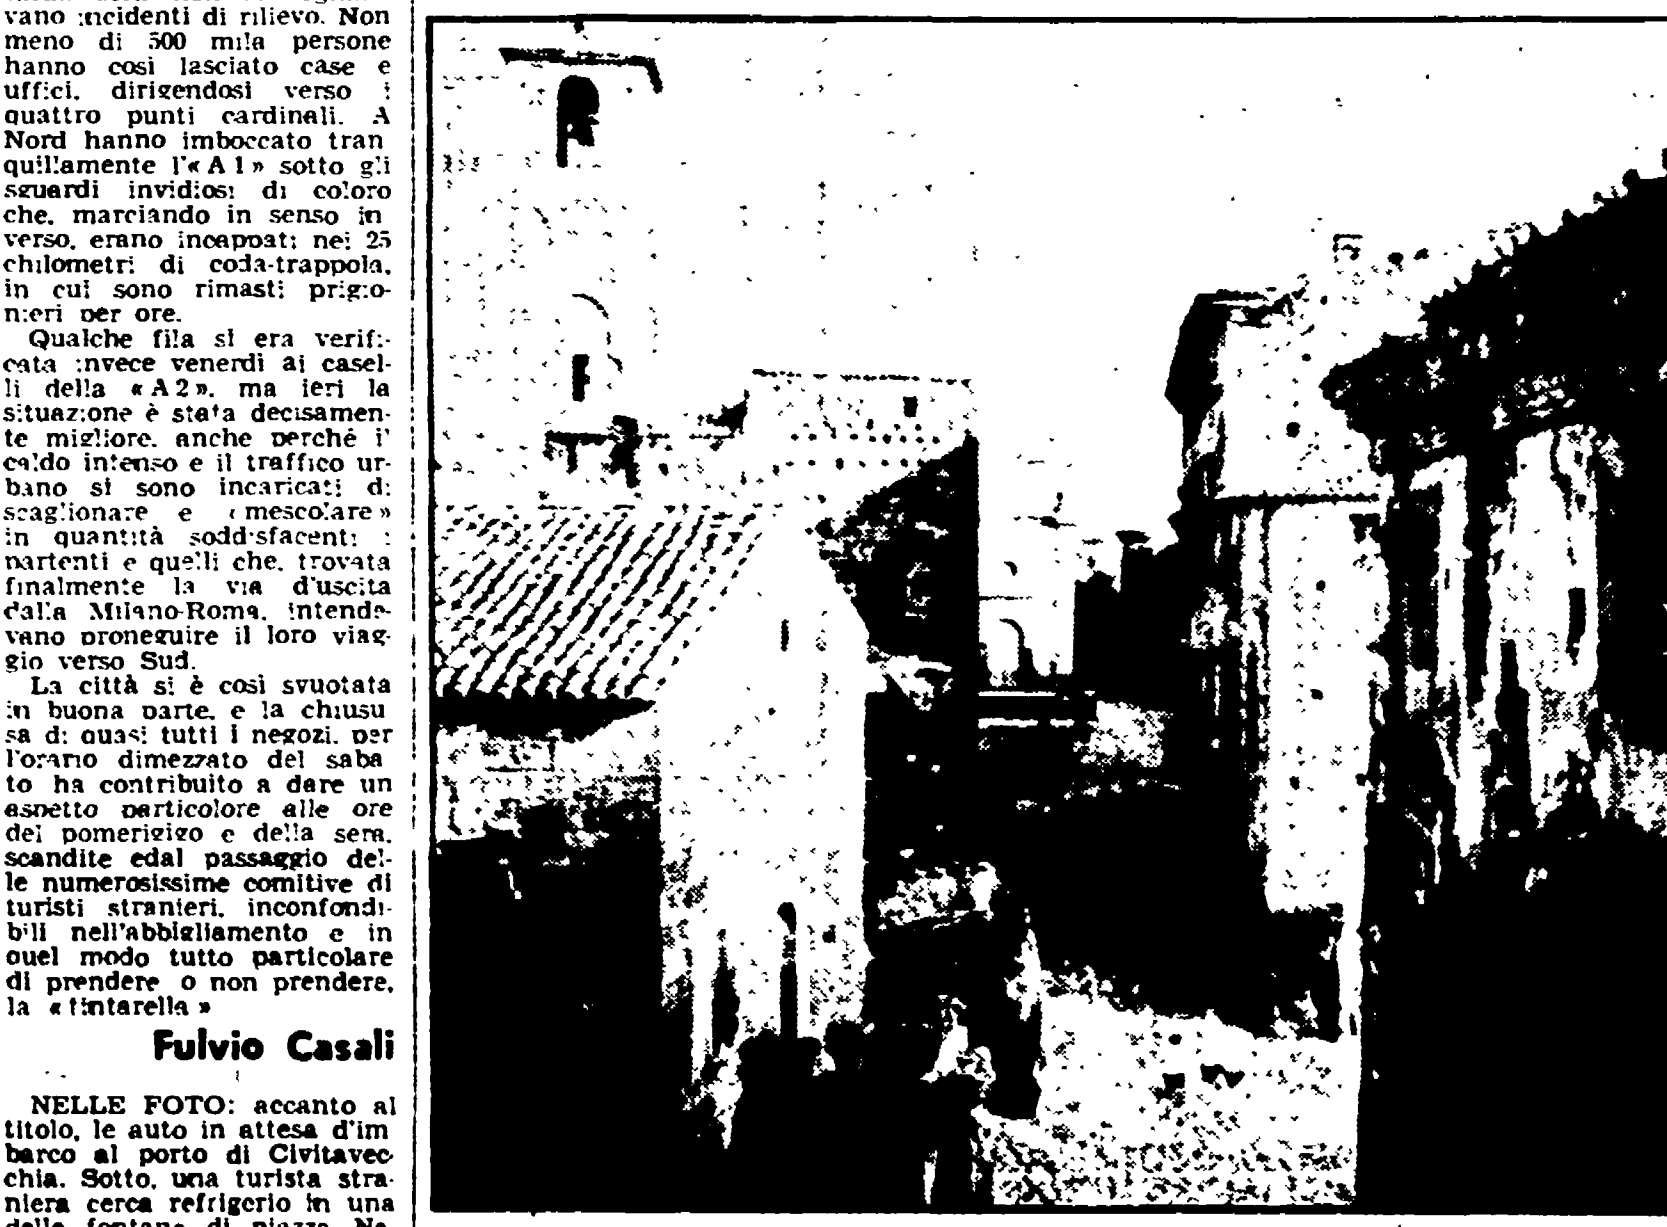 vano incidenti di rilievo. Non
meno di 500 mila persone
hanno così lasciato case e
uffici, dirigendosi verso i
quattro punti cardinali. A
Nord hanno imboccato tran
quillamente l'« A 1 » sotto gli
sguardi invidiosi di coloro
che, marciando in senso in
verso, erano incappati nei 25
chilometri di coda-trappola,
in cui sono rimasti prigio-
nieri per ore.
Qualche fila si era verifi-
cata invece venerdì ai casel-
li della « A 2 », ma ieri la
situazione è stata decisamen-
te migliore, anche perché i'
caldo intenso e il traffico ur-
bano si sono incaricati di
scaglionare e « mescolare »
in quantità soddisfacenti i
partenti e quelli che, trovata
finalmente la via d'uscita
dalla Milano-Roma, intende-
vano proneguire il loro viag-
gio verso Sud.
La città si è così svuotata
in buona parte, e la chiusu
sa di quasi tutti i negozi, per
l'orario dimezzato del saba
to ha contribuito a dare un
aspetto particolore alle ore
del pomerigigo e della sera,
scandite edal passaggio del-
le numerosissime comitive di
turisti stranieri, inconfondi-
bili nell'abbigliamento e in
quel modo tutto particolare
di prendere o non prendere,
la « tintarella »
Fulvio Casali
NELLE FOTO: accanto al
titolo, le auto in attesa d'im
barco al porto di Civitavec-
chia. Sotto, una turista stra-
niera cerca refrigerio in una
delle fontane di piazza Na-